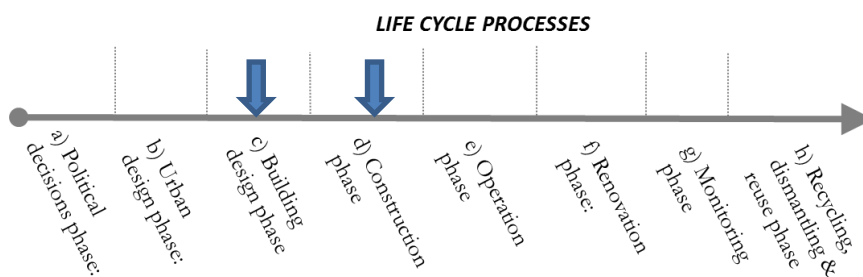 LIFE CYCLE PROCESSES
a) Political
decisions phase:
b) Urban
design phase:
c) Building
design phase
d) Construction
phase
e) Operation
phase
f) Renovation
phase:
g) Monitoring
phase
h) Recycling,
dismantling &
reuse phase